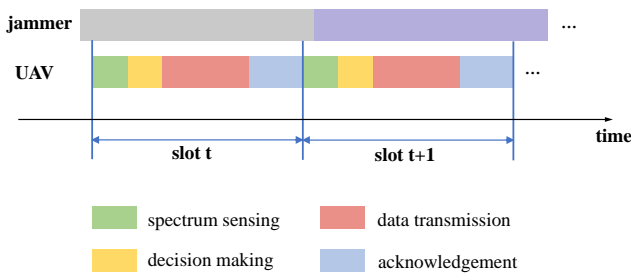 jammer ...
UAV ...
time
slot t slot t+1
spectrum sensing data transmission
decision making acknowledgement